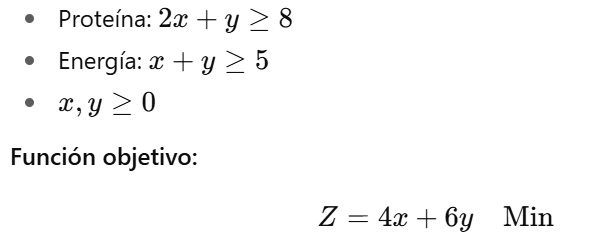 Proteína: 2x + y ≥ 8
Energía: x + y ≥ 5
x, y ≥ 0
Función objetivo:
Z = 4x + 6y Min